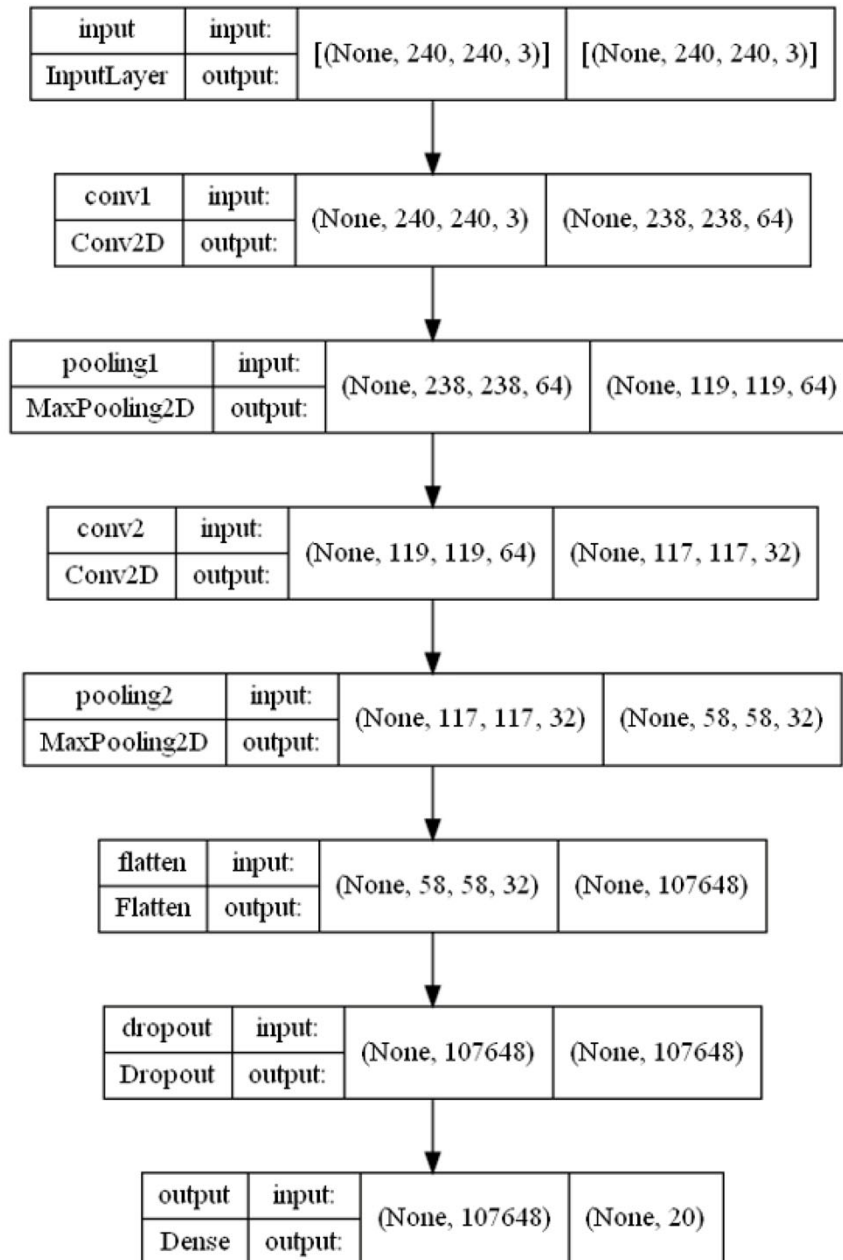 input input: [(None, 240, 240, 3)] [(None, 240, 240, 3)]
InputLayer output:
conv1 input: (None, 240, 240, 3) (None, 238, 238, 64)
Conv2D output:
pooling1 input: (None, 238, 238, 64) (None, 119, 119, 64)
MaxPooling2D output:
conv2 input: (None, 119, 119, 64) (None, 117, 117, 32)
Conv2D output:
pooling2 input: (None, 117, 117, 32) (None, 58, 58, 32)
MaxPooling2D output:
flatten input: (None, 58, 58, 32) (None, 107648)
Flatten output:
dropout input: (None, 107648) (None, 107648)
Dropout output:
output input: (None, 107648) (None, 20)
Dense output: